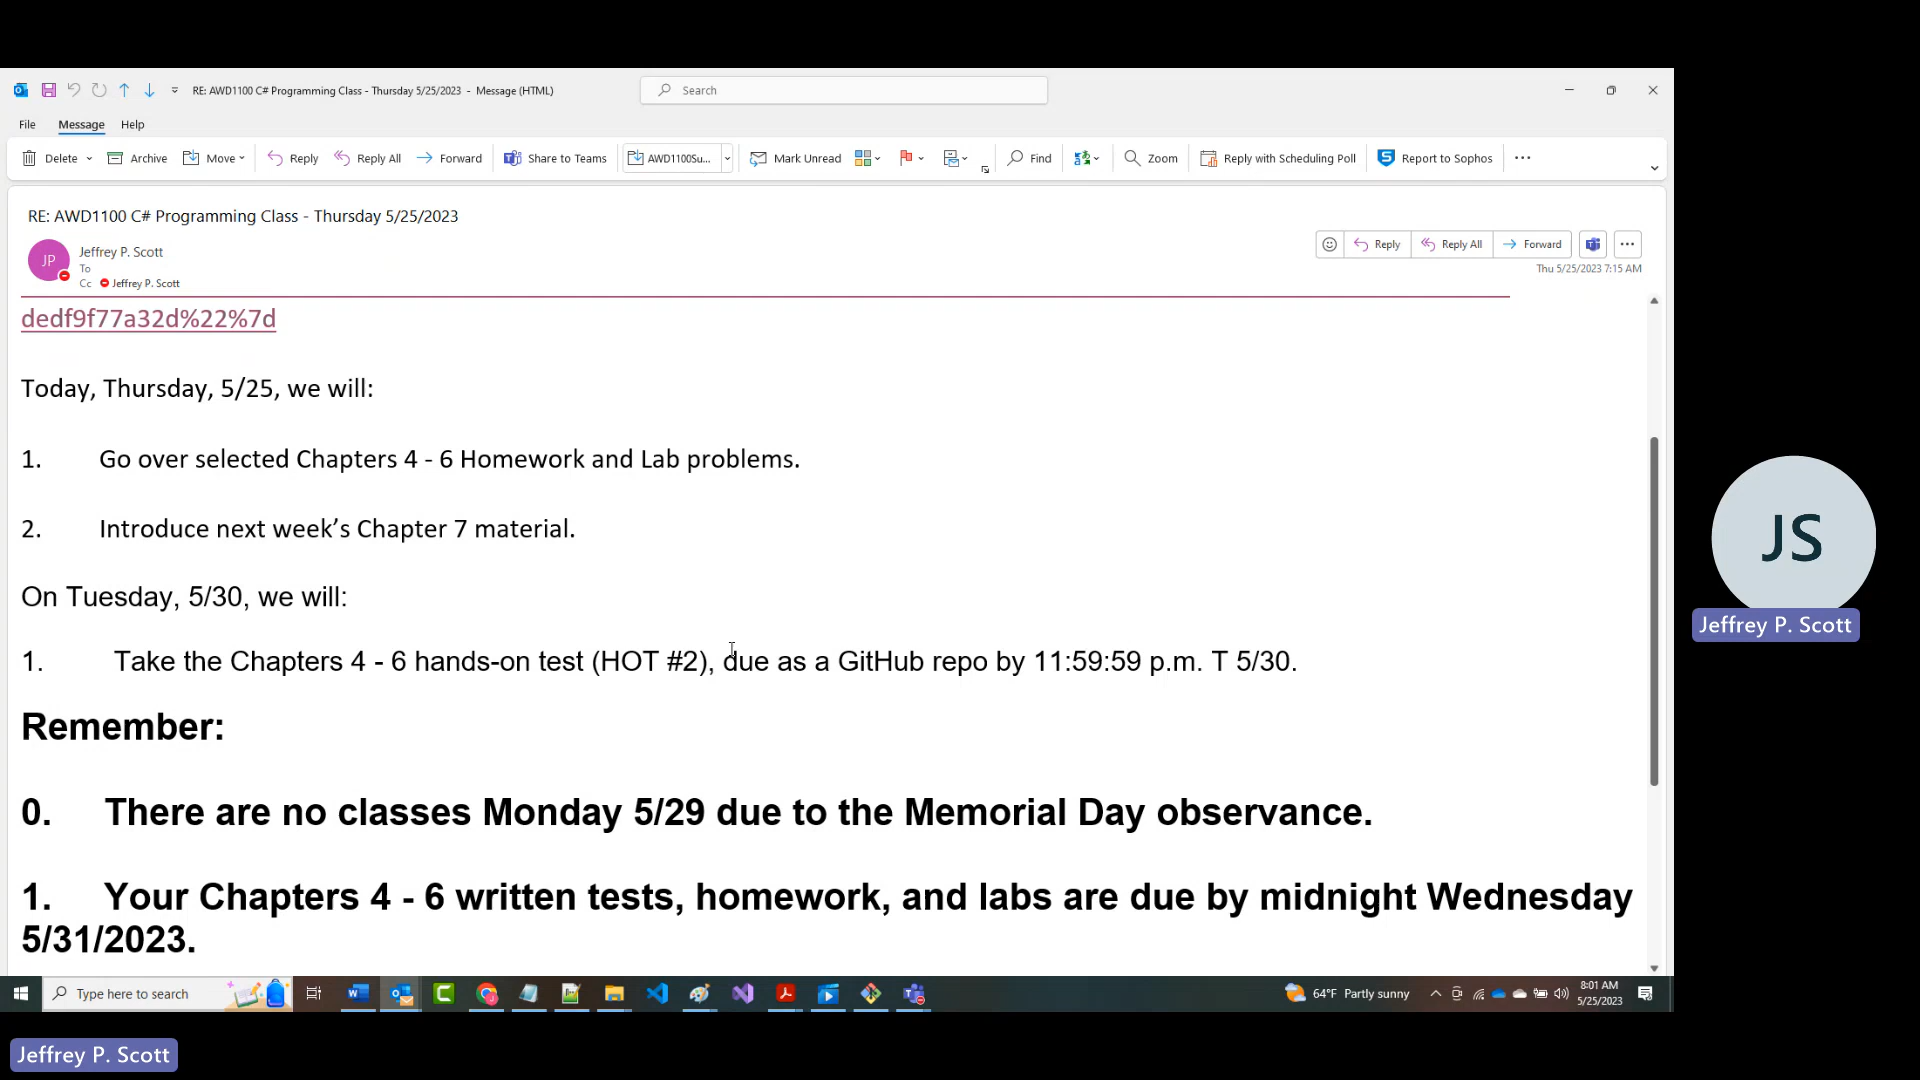 RE: AWD1100 C# Programming Class - Thursday 5/25/2023 - Message (HTML)
Search
File Message Help
Delete Archive Move Reply Reply All Forward Share to Teams AWD1100Su... Mark Unread Find Zoom Reply with Scheduling Poll Report to Sophos ...
RE: AWD1100 C# Programming Class - Thursday 5/25/2023
JP
Jeffrey P. Scott
To
Cc Jeffrey P. Scott
Reply Reply All Forward
Thu 5/25/2023 7:15 AM
dedf9f77a32d%22%7d
Today, Thursday, 5/25, we will:
1. Go over selected Chapters 4 - 6 Homework and Lab problems.
2. Introduce next week’s Chapter 7 material.
On Tuesday, 5/30, we will:
1. Take the Chapters 4 - 6 hands-on test (HOT #2), due as a GitHub repo by 11:59:59 p.m. T 5/30.
Remember:
0. There are no classes Monday 5/29 due to the Memorial Day observance.
1. Your Chapters 4 - 6 written tests, homework, and labs are due by midnight Wednesday
5/31/2023.
JS
Jeffrey P. Scott
Type here to search
64°F Partly sunny
8:01 AM
5/25/2023
Jeffrey P. Scott